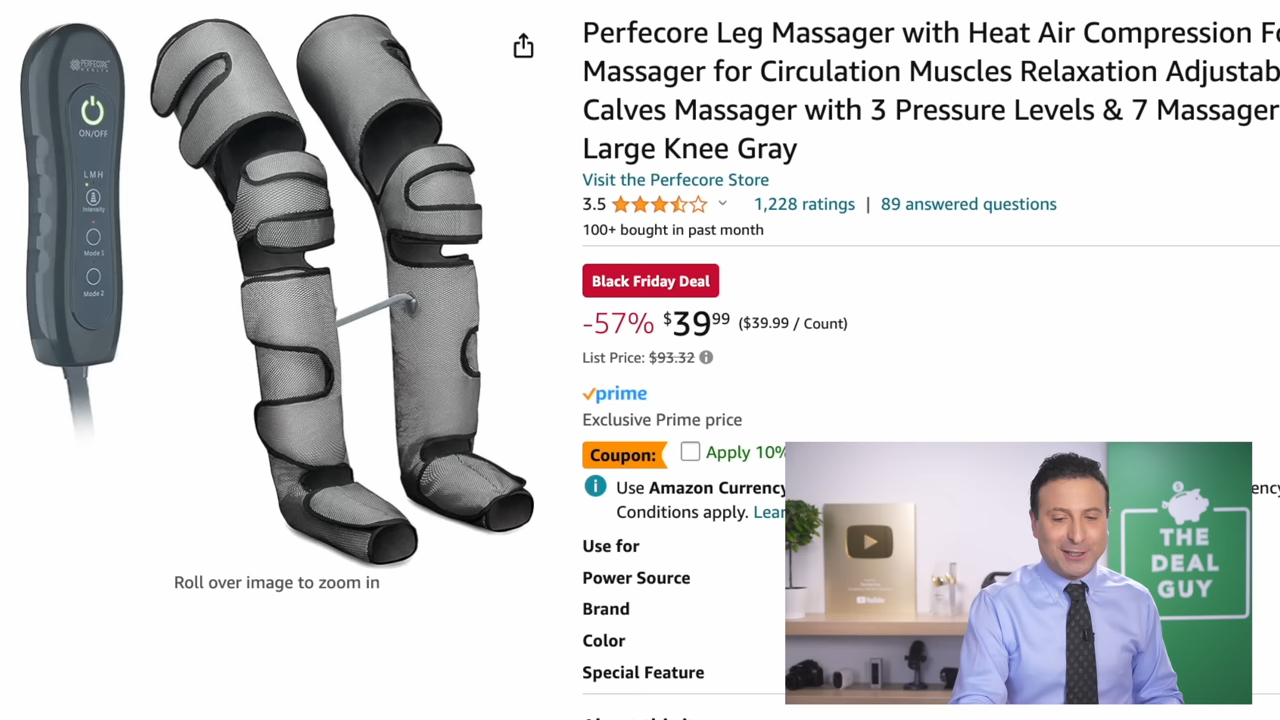 PERFECORE
HEALTH
ON/OFF
L M H
Intensity
Mode 1
Mode 2
Roll over image to zoom in
Perfecore Leg Massager with Heat Air Compression Fo
Massager for Circulation Muscles Relaxation Adjustab
Calves Massager with 3 Pressure Levels & 7 Massager
Large Knee Gray
Visit the Perfecore Store
3.5 1,228 ratings | 89 answered questions
100+ bought in past month
Black Friday Deal
-57% $39.99 ($39.99 / Count)
List Price: $93.32
prime
Exclusive Prime price
Coupon: Apply 10%
Use Amazon Currency
Conditions apply. Lear
Use for
Power Source
Brand
Color
Special Feature
THE
DEAL
GUY
YouTube